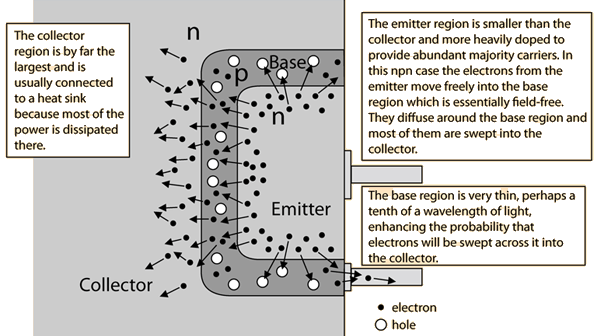 The collector
region is by far the
largest and is
usually connected
to a heat sink
because most of the
power is dissipated
there.
n
Base
p
n
Emitter
Collector
The emitter region is smaller than the
collector and more heavily doped to
provide abundant majority carriers. In
this npn case the electrons from the
emitter move freely into the base
region which is essentially field-free.
They diffuse around the base region and
most of them are swept into the
collector.
The base region is very thin, perhaps a
tenth of a wavelength of light,
enhancing the probability that
electrons will be swept across it into
the collector.
electron
hole